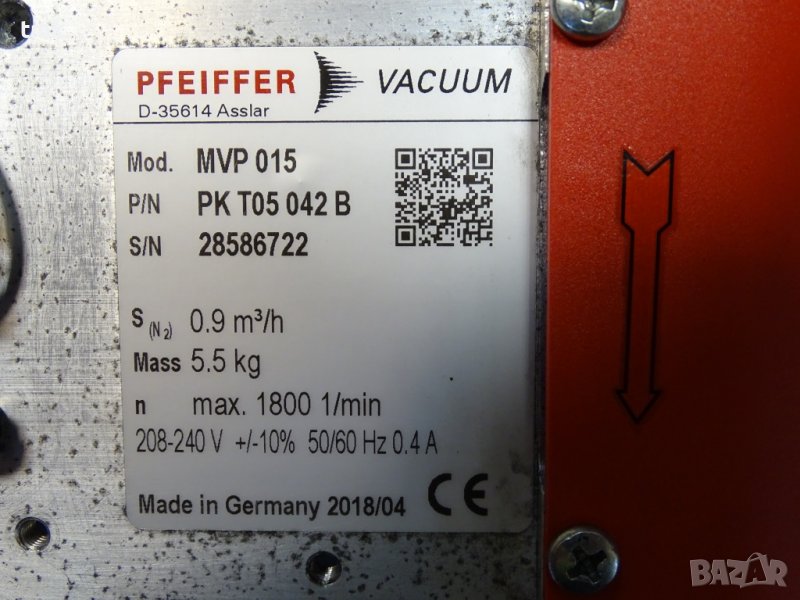 PFEIFFER VACUUM
D-35614 Asslar
Mod. MVP 015
P/N PK T05 042 B
S/N 28586722
S (N₂) 0.9 m³/h
Mass 5.5 kg
n max. 1800 1/min
208-240 V +/-10% 50/60 Hz 0.4 A
Made in Germany 2018/04 CE
BAZAR